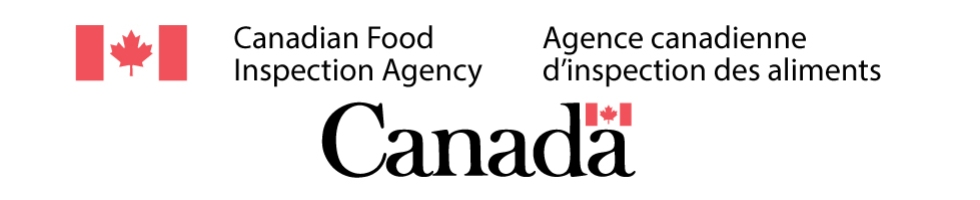 Canadian Food
Inspection Agency
Agence canadienne
d'inspection des aliments
Canada